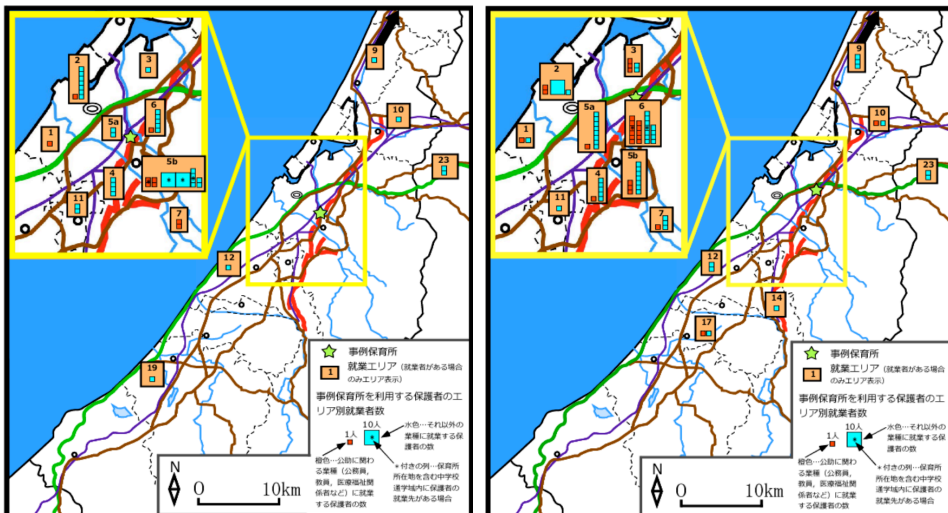 2
3
1
5a
6
4
5b
11
7
9
10
23
12
19
事例保育所
1
就業エリア（就業者がある場合
のみエリア表示）
事例保育所を利用する保護者のエ
リア別就業者数
1人
10人
水色…それ以外の
業種に就業する保
護者の数
橙色…公助に関わ
る業種（公務員，
教員，医療福祉関
係者など）に就業
する保護者の数
＊付きの列…保育所
所在地を含む中学校
通学域内に保護者の
就業先がある場合
N
0
10km
2
3
1
5a
6
4
5b
11
7
9
10
23
12
14
17
事例保育所
1
就業エリア（就業者がある場合
のみエリア表示）
事例保育所を利用する保護者のエ
リア別就業者数
1人
10人
水色…それ以外の
業種に就業する
保護者の数
橙色…公助に関わ
る業種（公務員，
教員，医療福祉関
係者など）に就業
する保護者の数
＊付きの例…保育所
所在地を含む中学校
通学域内に保護者の
就業先がある場合
N
0
10km